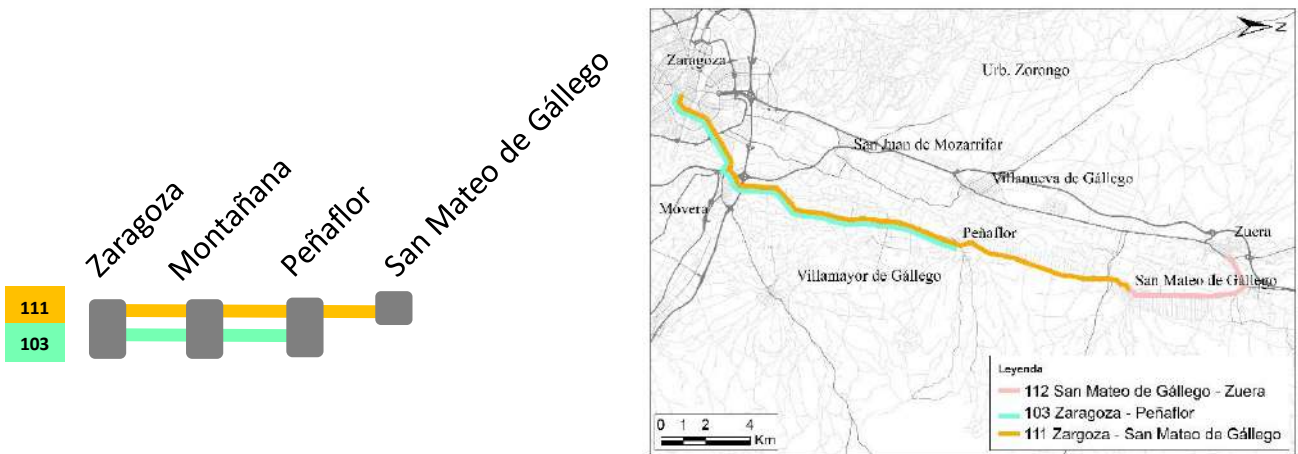 Zaragoza
Montañana
Peñaflor
San Mateo de Gállego
111
103
N
Zaragoza
Urb. Zorongo
San Juan de Mozarrifar
Villanueva de Gállego
Movera
Peñaflor
Zuera
Villamayor de Gállego
San Mateo de Gállego
Leyenda
112 San Mateo de Gállego - Zuera
103 Zaragoza - Peñaflor
111 Zargoza - San Mateo de Gállego
0 1 2 4
Km